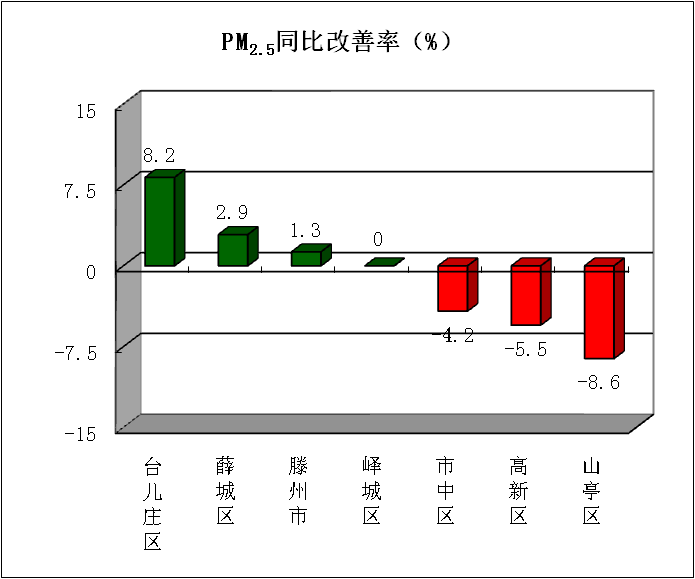 PM2.5同比改善率（%）
15
7.5
0
-7.5
-15
8.2
2.9
1.3
0
-4.2
-5.5
-8.6
台儿庄区
薛城区
滕州市
峄城区
市中区
高新区
山亭区